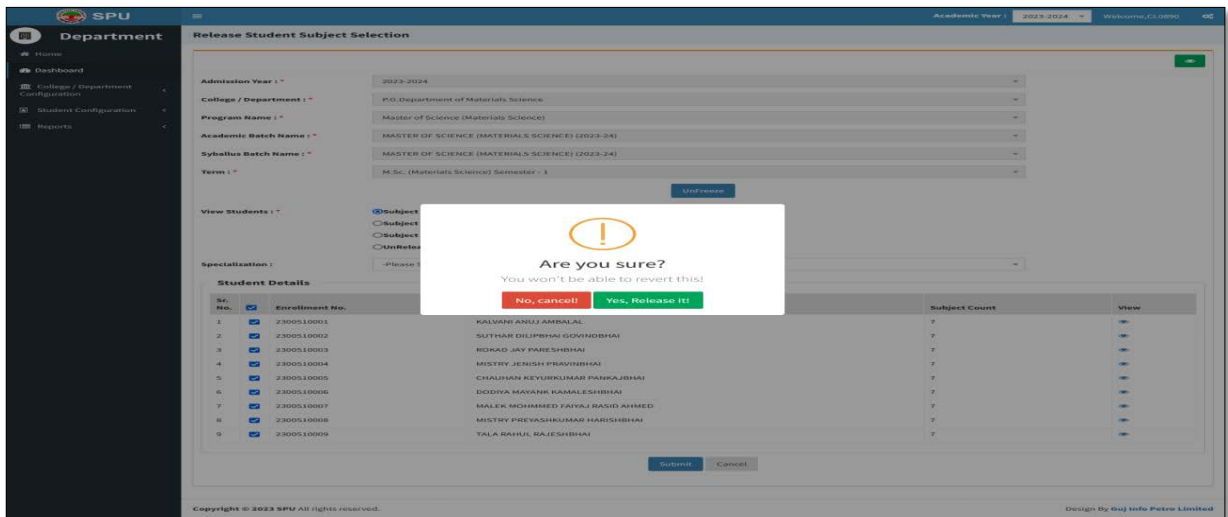 SPU
Academic Year : 2023-2024 Welcome,CL0890
Department
Release Student Subject Selection
Home
Dashboard
College / Department Configuration
Student Configuration
Reports
Admission Year : * 2023-2024
College / Department : * P.G.Department of Materials Science
Program Name : * Master of Science (Materials Science)
Academic Batch Name : * MASTER OF SCIENCE (MATERIALS SCIENCE) (2023-24)
Syballus Batch Name : * MASTER OF SCIENCE (MATERIALS SCIENCE) (2023-24)
Term : * M.Sc. (Materials Science) Semester - 1
UnFreeze
View Students : * Subject
Subject
Subject
UnRelea
Specialization : -Please S
Are you sure?
You won't be able to revert this!
No, cancel! Yes, Release it!
Student Details
Sr. No. Enrollment No. Subject Count View
1 2300510001 KALVANI ANUJ AMBALAL 7
2 2300510002 SUTHAR DILIPBHAI GOVINDBHAI 7
3 2300510003 ROKAD JAY PARESHBHAI 7
4 2300510004 MISTRY JENISH PRAVINBHAI 7
5 2300510005 CHAUHAN KEYURKUMAR PANKAJBHAI 7
6 2300510006 DODIYA MAYANK KAMALESHBHAI 7
7 2300510007 MALEK MOHMMED FAIYAJ RASID AHMED 7
8 2300510008 MISTRY PREYASHKUMAR HARISHBHAI 7
9 2300510009 TALA RAHUL RAJESHBHAI 7
Submit Cancel
Copyright © 2023 SPU All rights reserved. Design By Guj Info Petro Limited